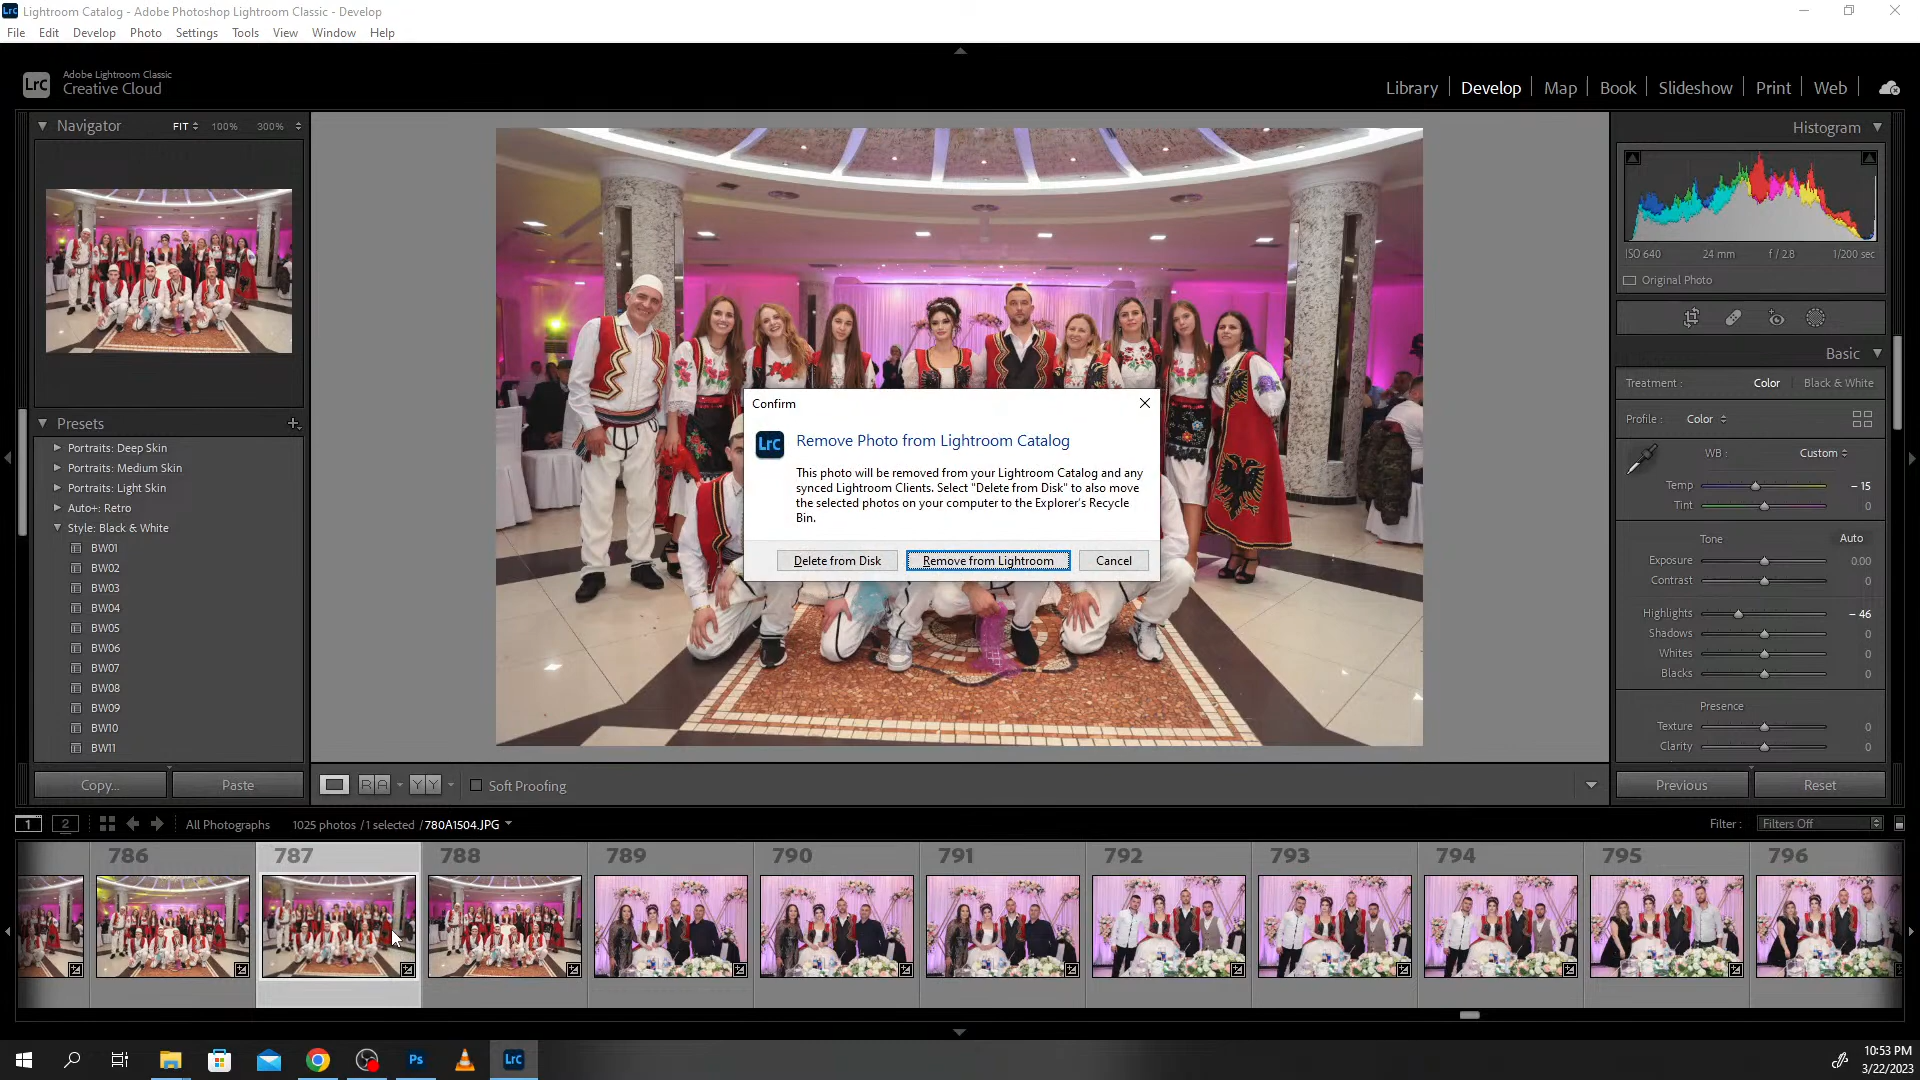 Lightroom Catalog - Adobe Photoshop Lightroom Classic - Develop
File Edit Develop Photo Settings Tools View Window Help
LrC
Adobe Lightroom Classic
Creative Cloud
Library Develop Map Book Slideshow Print Web
Navigator FIT 100% 300%
Histogram
ISO 640 24 mm f / 2.8 1/200 sec
Original Photo
Basic
Treatment : Color Black & White
Profile : Color
WB : Custom
Temp – 15
Tint 0
Tone Auto
Exposure 0.00
Contrast 0
Highlights – 46
Shadows 0
Whites 0
Blacks 0
Presence
Texture 0
Clarity 0
Previous Reset
Presets
Portraits: Deep Skin
Portraits: Medium Skin
Portraits: Light Skin
Auto+: Retro
Style: Black & White
BW01
BW02
BW03
BW04
BW05
BW06
BW07
BW08
BW09
BW10
BW11
Copy... Paste
Confirm
LrC
Remove Photo from Lightroom Catalog
This photo will be removed from your Lightroom Catalog and any
synced Lightroom Clients. Select "Delete from Disk" to also move
the selected photos on your computer to the Explorer's Recycle
Bin.
Delete from Disk Remove from Lightroom Cancel
R A Y Y Soft Proofing
1 2 All Photographs 1025 photos / 1 selected / 780A1504.JPG
Filter : Filters Off
786 787 788 789 790 791 792 793 794 795 796
Ps LrC
10:53 PM
3/22/2023